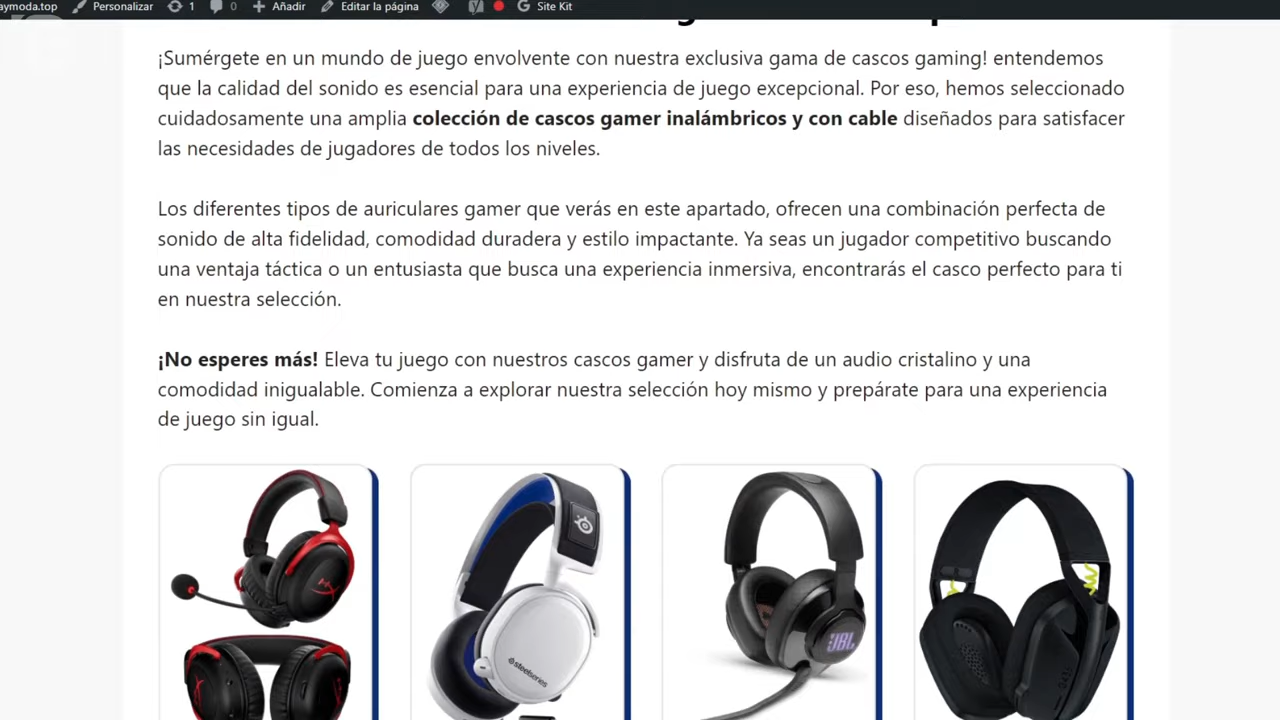 aymoda.top Personalizar 1 0 Añadir Editar la página Site Kit
¡Sumérgete en un mundo de juego envolvente con nuestra exclusiva gama de cascos gaming! entendemos
que la calidad del sonido es esencial para una experiencia de juego excepcional. Por eso, hemos seleccionado
cuidadosamente una amplia colección de cascos gamer inalámbricos y con cable diseñados para satisfacer
las necesidades de jugadores de todos los niveles.
Los diferentes tipos de auriculares gamer que verás en este apartado, ofrecen una combinación perfecta de
sonido de alta fidelidad, comodidad duradera y estilo impactante. Ya seas un jugador competitivo buscando
una ventaja táctica o un entusiasta que busca una experiencia inmersiva, encontrarás el casco perfecto para ti
en nuestra selección.
¡No esperes más! Eleva tu juego con nuestros cascos gamer y disfruta de un audio cristalino y una
comodidad inigualable. Comienza a explorar nuestra selección hoy mismo y prepárate para una experiencia
de juego sin igual.
HX
steelseries
JBL